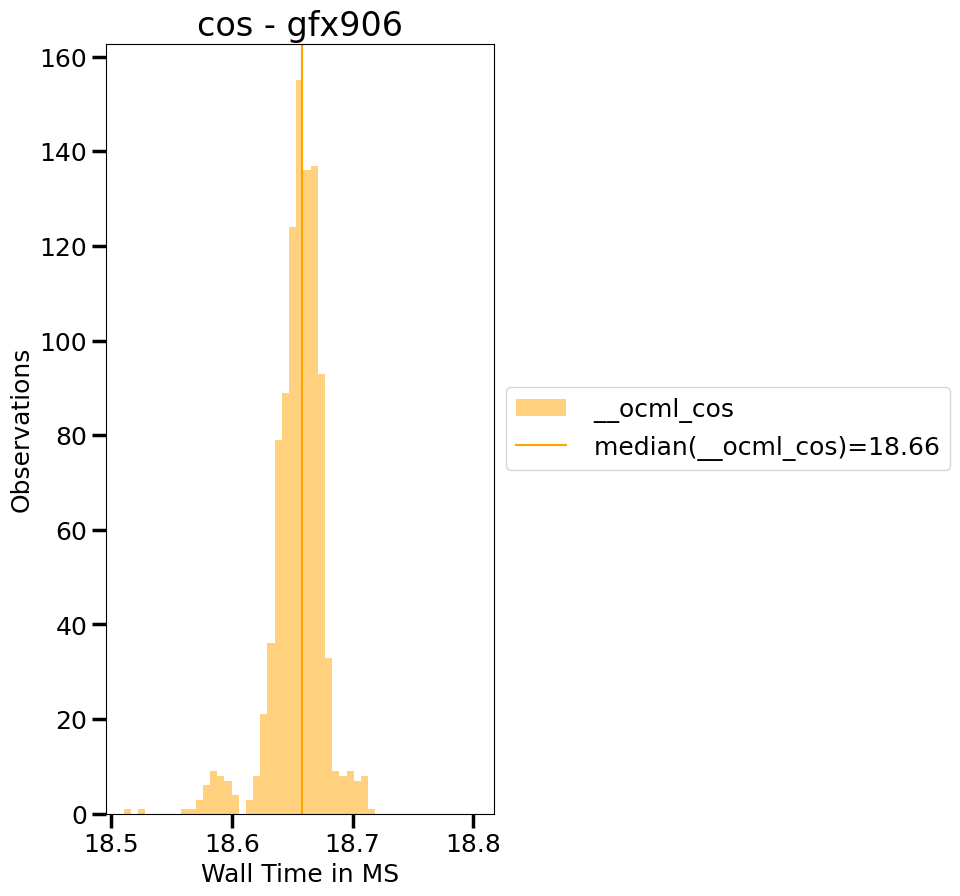 cos - gfx906
160
140
120
100
80
60
40
20
0
Observations
18.5 18.6 18.7 18.8
Wall Time in MS
__ocml_cos
median(__ocml_cos)=18.66